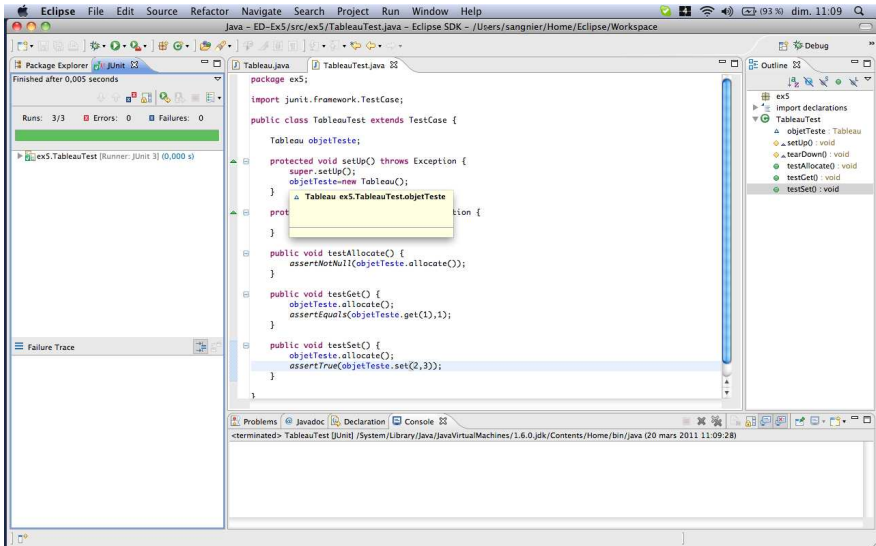 Eclipse File Edit Source Refactor Navigate Search Project Run Window Help (93 %) dim. 11:09
Java - ED-Ex5/src/ex5/TableauTest.java - Eclipse SDK - /Users/sangnier/Home/Eclipse/Workspace
Debug »
Package Explorer JUnit
Finished after 0,005 seconds
Runs: 3/3 Errors: 0 Failures: 0
ex5.TableauTest [Runner: JUnit 3] (0,000 s)
Failure Trace
Tableau.java TableauTest.java
package ex5;
import junit.framework.TestCase;
public class TableauTest extends TestCase {
Tableau objetTeste;
protected void setUp() throws Exception {
super.setUp();
objetTeste=new Tableau();
}
Tableau ex5.TableauTest.objetTeste
prot tion {
}
public void testAllocate() {
assertNotNull(objetTeste.allocate());
}
public void testGet() {
objetTeste.allocate();
assertEquals(objetTeste.get(1),1);
}
public void testSet() {
objetTeste.allocate();
assertTrue(objetTeste.set(2,3));
}
}
Outline
ex5
import declarations
TableauTest
objetTeste : Tableau
setUp() : void
tearDown() : void
testAllocate() : void
testGet() : void
testSet() : void
Problems Javadoc Declaration Console
<terminated> TableauTest [JUnit] /System/Library/Java/JavaVirtualMachines/1.6.0.jdk/Contents/Home/bin/java (20 mars 2011 11:09:28)